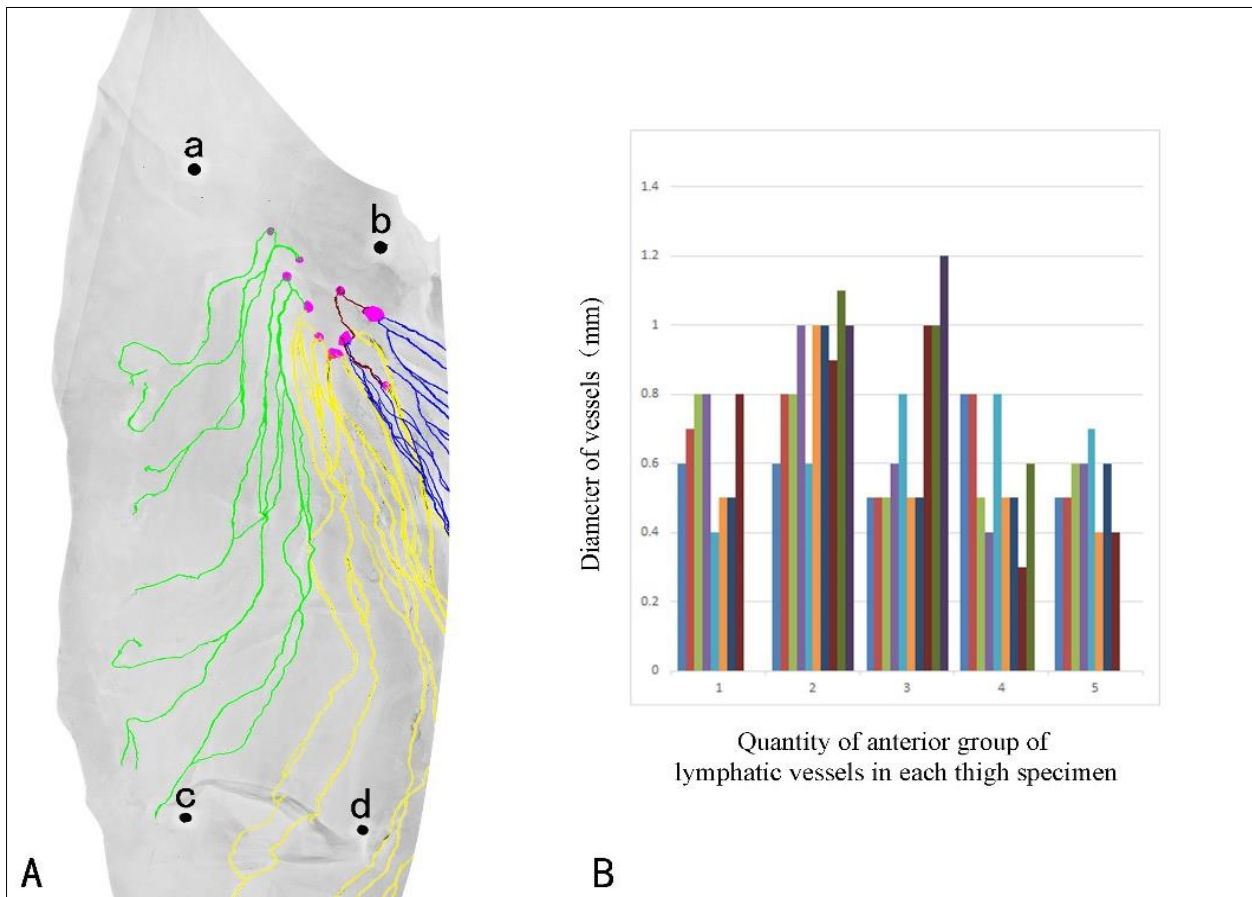 a
b
c
d
A
Diameter of vessels (mm)
1.4
1.2
1
0.8
0.6
0.4
0.2
0
1 2 3 4 5
Quantity of anterior group of
lymphatic vessels in each thigh specimen
B